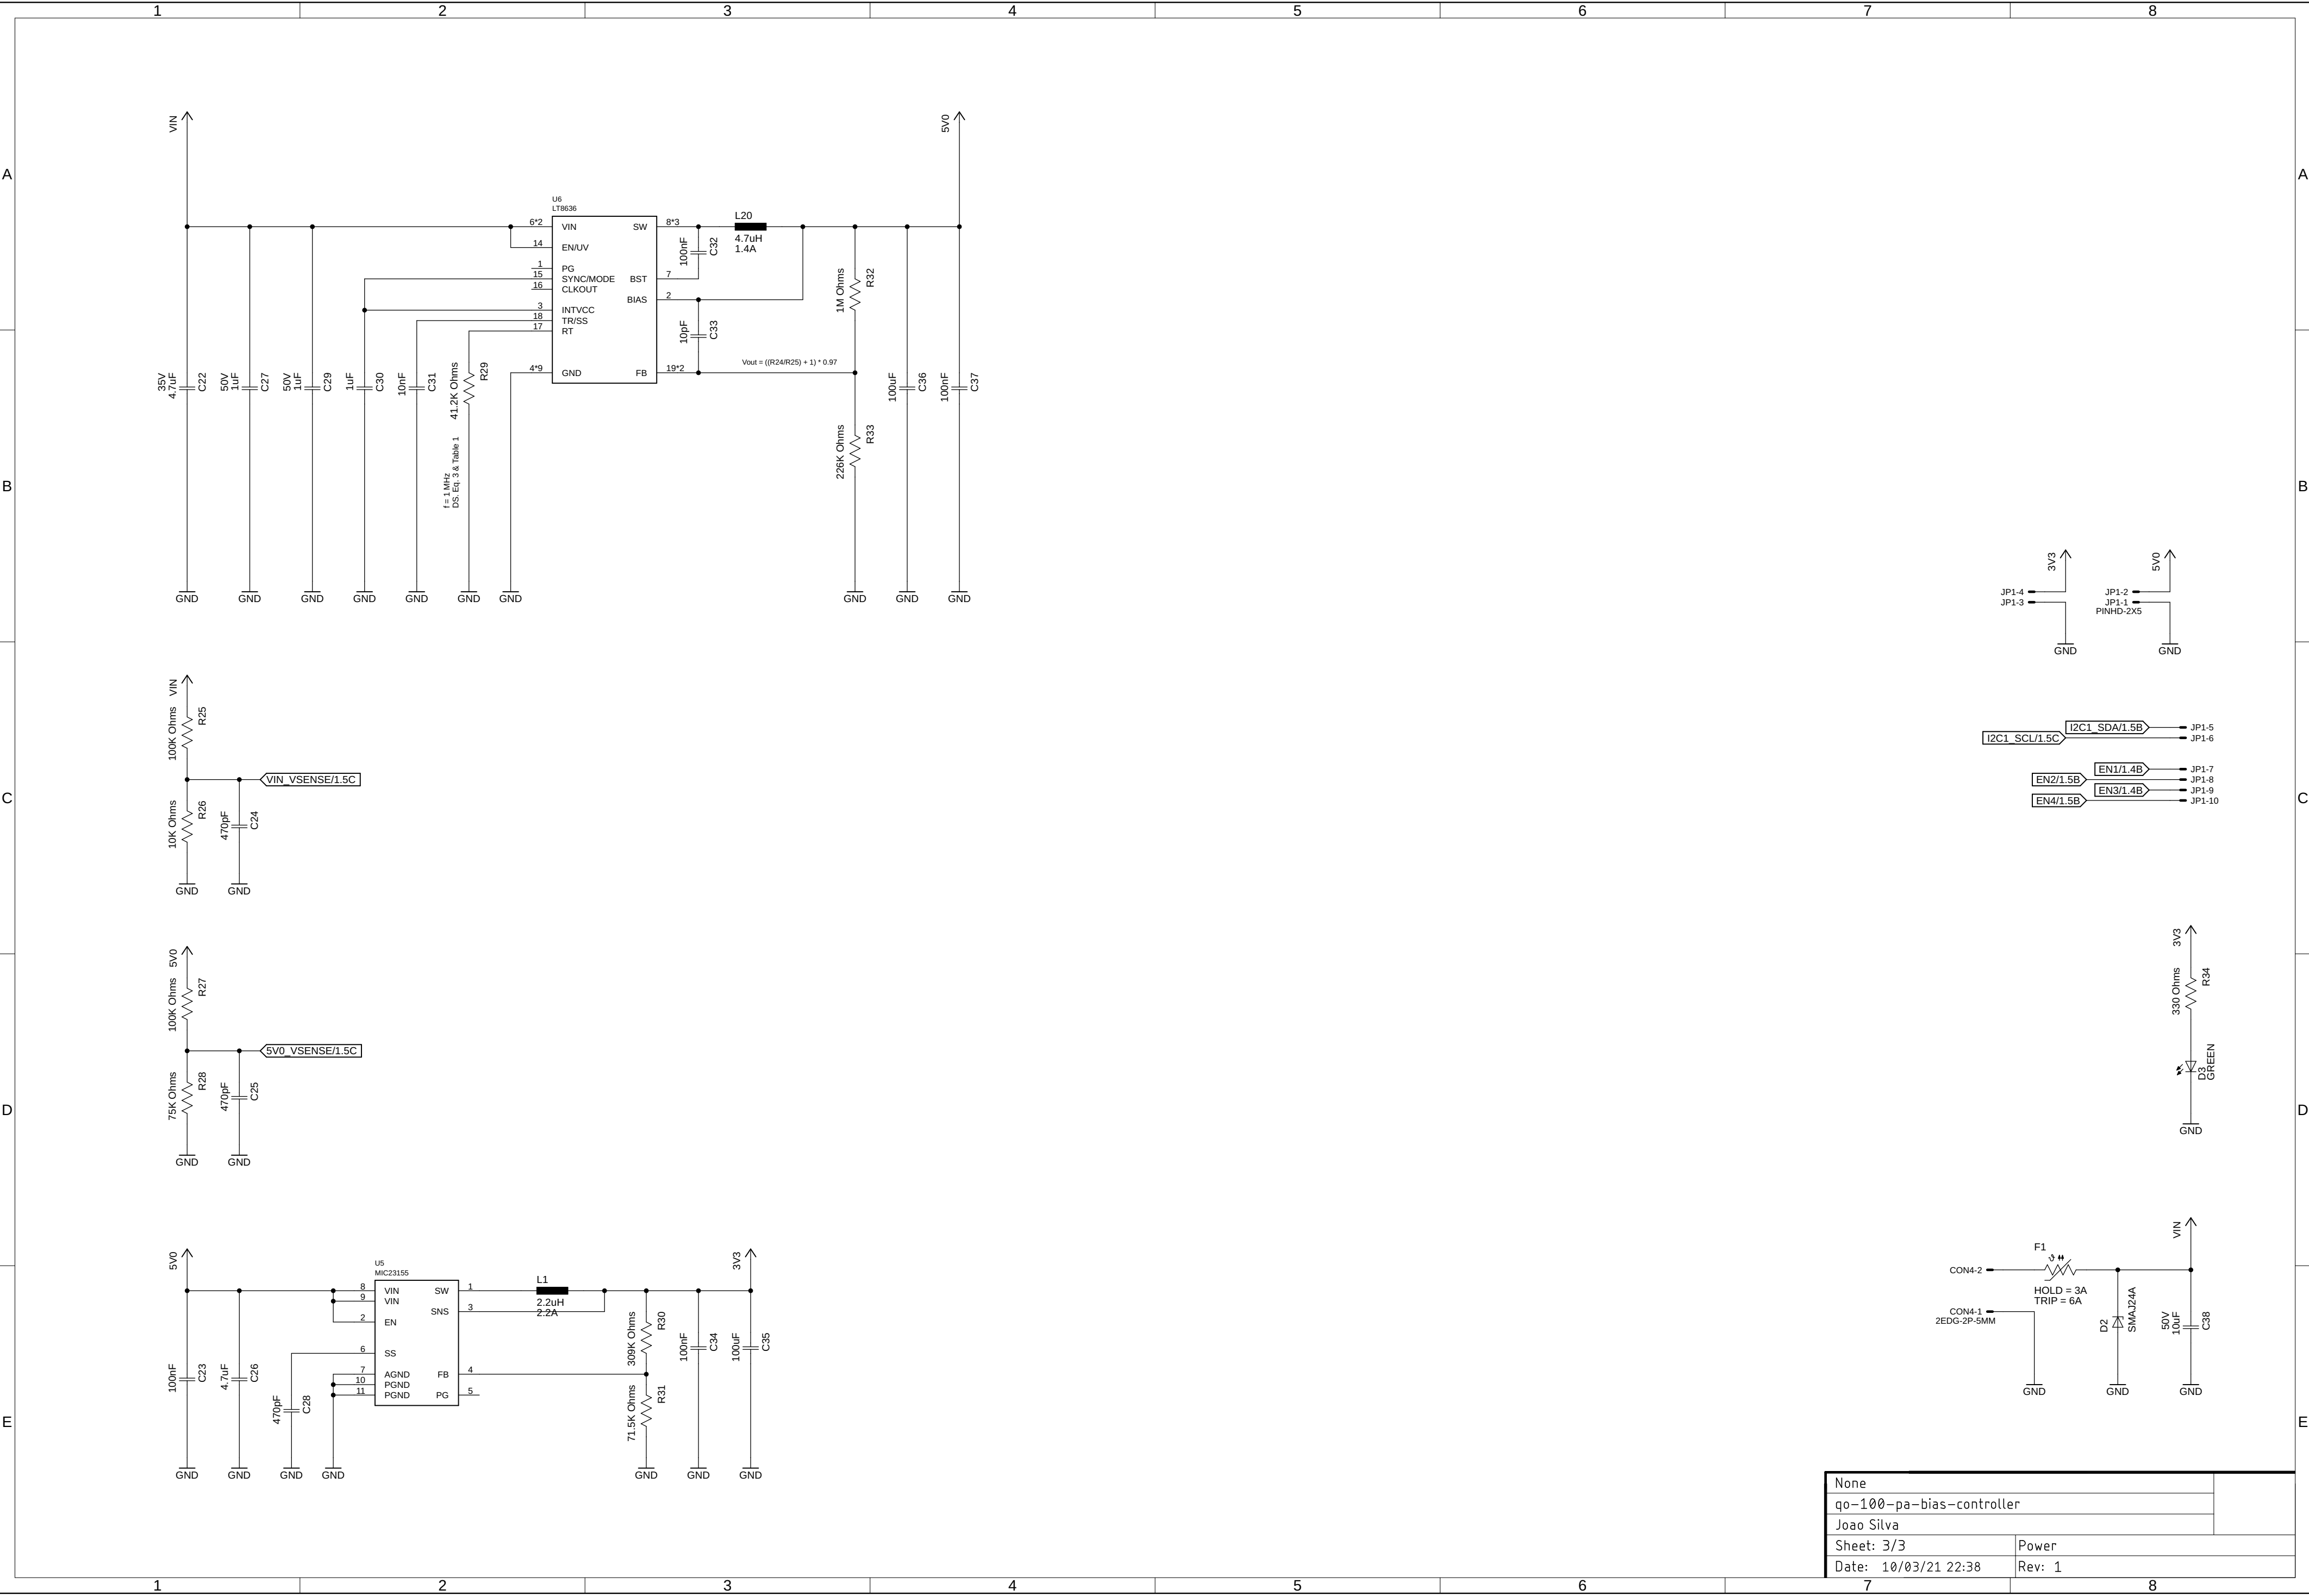 1 2 3 4 5 6 7 8
A A
B B
C C
D D
E E
VIN
5V0
U6
LT8636
6*2 VIN
14 EN/UV
1 PG
15 SYNC/MODE
16 CLKOUT
3 INTVCC
18 TR/SS
17 RT
4*9 GND
SW 8*3
BST 7
BIAS 2
FB 19*2
L20
4.7uH
1.4A
100nF C32
10pF C33
Vout = ((R24/R25) + 1) * 0.97
1M Ohms R32
226K Ohms R33
35V
4.7uF C22
50V
1uF C27
50V
1uF C29
1uF C30
10nF C31
41.2K Ohms R29
f = 1 MHz
DS. Eq. 3 & Table 1
100uF C36
100nF C37
GND GND GND GND GND GND GND GND GND GND
3V3
5V0
JP1-4
JP1-3
JP1-2
JP1-1
PINHD-2X5
GND GND
VIN
100K Ohms R25
VIN_VSENSE/1.5C
10K Ohms R26
470pF C24
GND GND
I2C1_SDA/1.5B JP1-5
I2C1_SCL/1.5C JP1-6
EN1/1.4B JP1-7
EN2/1.5B JP1-8
EN3/1.4B JP1-9
EN4/1.5B JP1-10
5V0
100K Ohms R27
5V0_VSENSE/1.5C
75K Ohms R28
470pF C25
GND GND
3V3
330 Ohms R34
D3
GREEN
GND
5V0
3V3
U5
MIC23155
8 VIN
9 VIN
2 EN
6 SS
7 AGND
10 PGND
11 PGND
SW 1
SNS 3
FB 4
PG 5
L1
2.2uH
2.2A
100nF C23
4.7uF C26
470pF C28
309K Ohms R30
71.5K Ohms R31
100nF C34
100uF C35
GND GND GND GND GND GND GND
VIN
F1
CON4-2
HOLD = 3A
TRIP = 6A
CON4-1
2EDG-2P-5MM
D2 SMAJ24A
50V
10uF C38
GND GND GND
None
qo-100-pa-bias-controller
Joao Silva
Sheet: 3/3 Power
Date: 10/03/21 22:38 Rev: 1
1 2 3 4 5 6 7 8